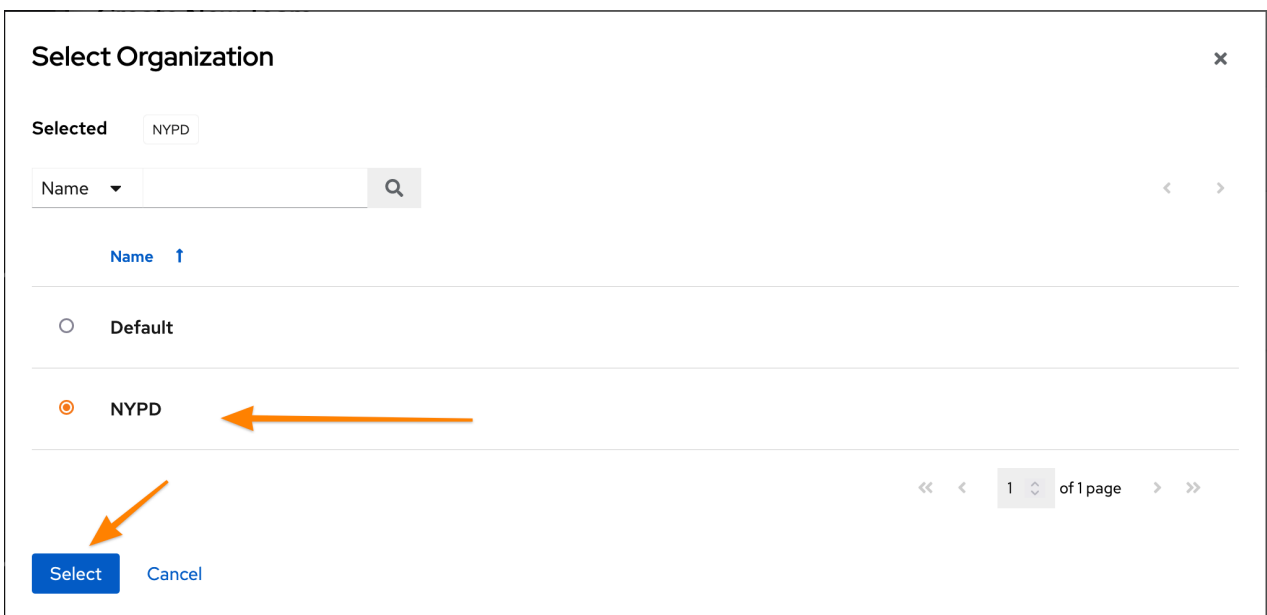 Select Organization
Selected NYPD
Name
Name
Default
NYPD
1 of 1 page
Select Cancel